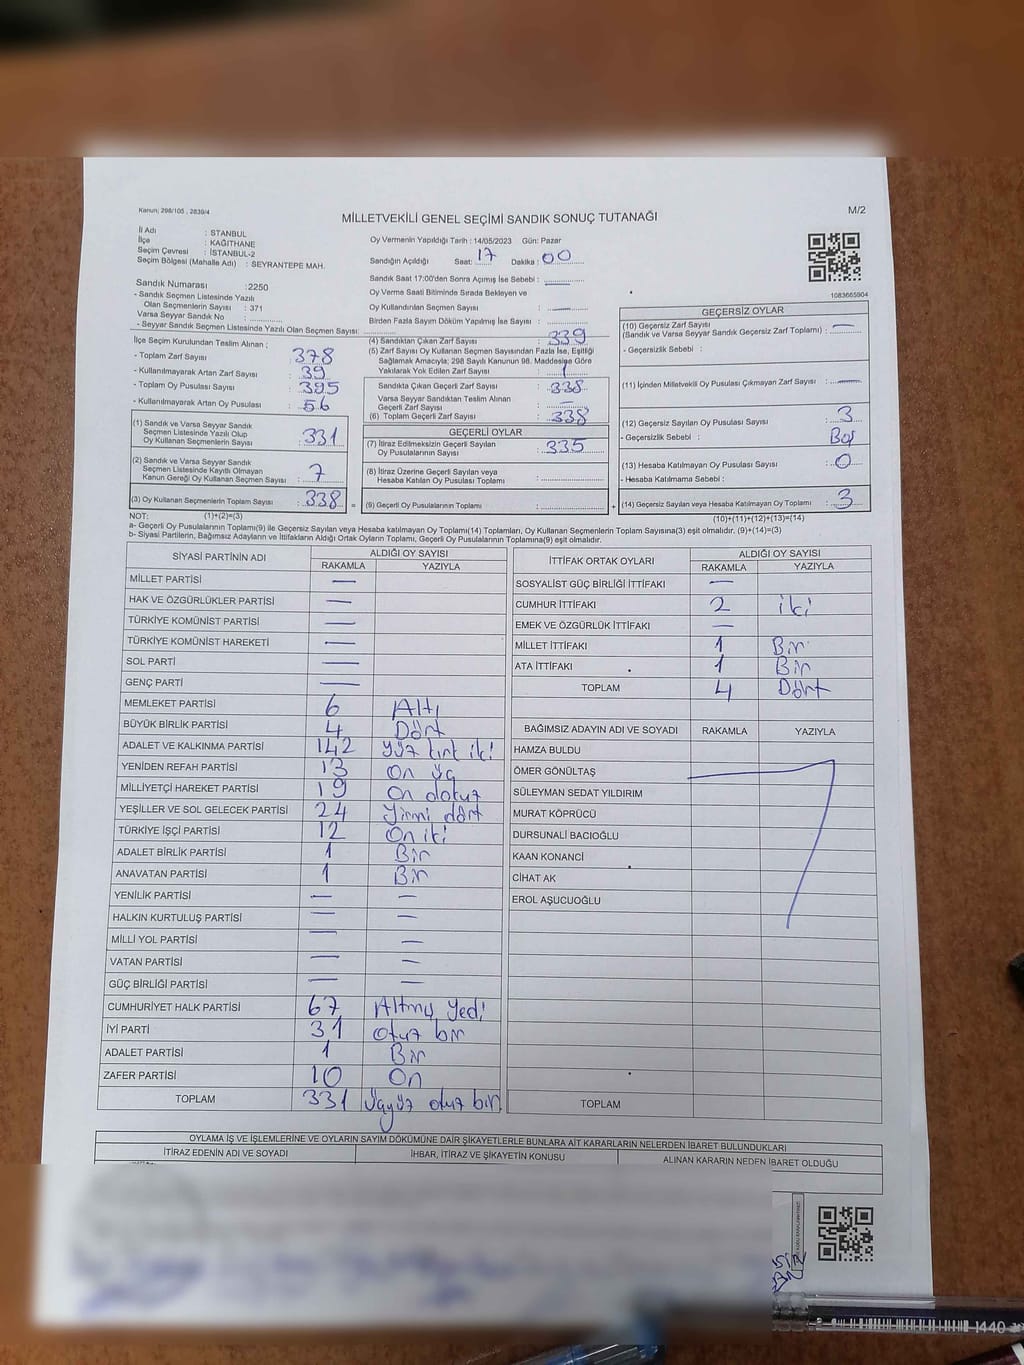 Kanun; 298/105 , 2839/4
MİLLETVEKİLİ GENEL SEÇİMİ SANDIK SONUÇ TUTANAĞI
M/2
İl Adı : İSTANBUL
İlçe : KAĞITHANE
Seçim Çevresi : İSTANBUL-2
Seçim Bölgesi (Mahalle Adı) : SEYRANTEPE MAH.
Sandık Numarası :2250
- Sandık Seçmen Listesinde Yazılı
Olan Seçmenlerin Sayısı : 371
Varsa Seyyar Sandık No :
- Seyyar Sandık Seçmen Listesinde Yazılı Olan Seçmen Sayısı:
Oy Vermenin Yapıldığı Tarih : 14/05/2023 Gün: Pazar
Sandığın Açıldığı Saat: 17 Dakika : 00
Sandık Saat 17:00'den Sonra Açımış İse Sebebi : —
Oy Verme Saati Bitiminde Sırada Bekleyen ve
Oy Kullandırılan Seçmen Sayısı : —
Birden Fazla Sayım Döküm Yapılmış İse Sayısı :
1083665904
İlçe Seçim Kurulundan Teslim Alınan ;
- Toplam Zarf Sayısı : 378
- Kullanılmayarak Artan Zarf Sayısı : 39
- Toplam Oy Pusulası Sayısı : 395
- Kullanılmayarak Artan Oy Pusulası : 56
(1) Sandık ve Varsa Seyyar Sandık
Seçmen Listesinde Yazılı Olup
Oy Kullanan Seçmenlerin Sayısı : 331
(2) Sandık ve Varsa Seyyar Sandık
Seçmen Listesinde Kayıtlı Olmayan
Kanun Gereği Oy Kullanan Seçmen Sayısı : 7
(3) Oy Kullanan Seçmenlerin Toplam Sayısı : 338 =
(4) Sandıktan Çıkan Zarf Sayısı : 339
(5) Zarf Sayısı Oy Kullanan Seçmen Sayısından Fazla İse, Eşitliği
Sağlamak Amacıyla; 298 Sayılı Kanunun 98. Maddesine Göre
Yakılarak Yok Edilen Zarf Sayısı : 1
Sandıkta Çıkan Geçerli Zarf Sayısı : 338
Varsa Seyyar Sandıktan Teslim Alınan
Geçerli Zarf Sayısı : —
(6) Toplam Geçerli Zarf Sayısı : 338
GEÇERLİ OYLAR
(7) İtiraz Edilmeksizin Geçerli Sayılan
Oy Pusulalarının Sayısı : 335
(8) İtiraz Üzerine Geçerli Sayılan veya
Hesaba Katılan Oy Pusulası Toplamı :
(9) Geçerli Oy Pusulalarının Toplamı : +
GEÇERSİZ OYLAR
(10) Geçersiz Zarf Sayısı
(Sandık ve Varsa Seyyar Sandık Geçersiz Zarf Toplamı) : —
- Geçersizlik Sebebi :
(11) İçinden Milletvekili Oy Pusulası Çıkmayan Zarf Sayısı : —
(12) Geçersiz Sayılan Oy Pusulası Sayısı : 3
- Geçersizlik Sebebi : Boş
(13) Hesaba Katılmayan Oy Pusulası Sayısı : 0
- Hesaba Katılmama Sebebi :
(14) Geçersiz Sayılan veya Hesaba Katılmayan Oy Toplamı : 3
NOT: (1)+(2)=(3)
(10)+(11)+(12)+(13)=(14)
a- Geçerli Oy Pusulalarının Toplamı(9) ile Geçersiz Sayılan veya Hesaba katılmayan Oy Toplamı(14) Toplamları, Oy Kullanan Seçmenlerin Toplam Sayısına(3) eşit olmalıdır. (9)+(14)=(3)
b- Siyasi Partilerin, Bağımsız Adayların ve İttifakların Aldığı Ortak Oyların Toplamı, Geçerli Oy Pusulalarının Toplamına(9) eşit olmalıdır.
SİYASİ PARTİNİN ADI ALDIĞI OY SAYISI
RAKAMLA YAZIYLA
MİLLET PARTİSİ —
HAK VE ÖZGÜRLÜKLER PARTİSİ —
TÜRKİYE KOMÜNİST PARTİSİ —
TÜRKİYE KOMÜNİST HAREKETİ —
SOL PARTİ —
GENÇ PARTİ —
MEMLEKET PARTİSİ 6 Altı
BÜYÜK BİRLİK PARTİSİ 4 Dört
ADALET VE KALKINMA PARTİSİ 142 yüz kırk iki
YENİDEN REFAH PARTİSİ 13 On üç
MİLLİYETÇİ HAREKET PARTİSİ 19 On dokuz
YEŞİLLER VE SOL GELECEK PARTİSİ 24 Yirmi dört
TÜRKİYE İŞÇİ PARTİSİ 12 On iki
ADALET BİRLİK PARTİSİ 1 Bir
ANAVATAN PARTİSİ 1 Bir
YENİLİK PARTİSİ — —
HALKIN KURTULUŞ PARTİSİ — —
MİLLİ YOL PARTİSİ — —
VATAN PARTİSİ — —
GÜÇ BİRLİĞİ PARTİSİ — —
CUMHURİYET HALK PARTİSİ 67 Altmış Yedi
İYİ PARTİ 31 Otuz bir
ADALET PARTİSİ 1 Bir
ZAFER PARTİSİ 10 On
TOPLAM 331 Üçyüz otuz bir
İTTİFAK ORTAK OYLARI ALDIĞI OY SAYISI
RAKAMLA YAZIYLA
SOSYALİST GÜÇ BİRLİĞİ İTTİFAKI —
CUMHUR İTTİFAKI 2 iki
EMEK VE ÖZGÜRLÜK İTTİFAKI —
MİLLET İTTİFAKI 1 Bir
ATA İTTİFAKI 1 Bir
TOPLAM 4 Dört
BAĞIMSIZ ADAYIN ADI VE SOYADI RAKAMLA YAZIYLA
HAMZA BULDU
ÖMER GÖNÜLTAŞ
SÜLEYMAN SEDAT YILDIRIM
MURAT KÖPRÜCÜ
DURSUNALİ BACIOĞLU
KAAN KONANCİ
CİHAT AK
EROL AŞUCUOĞLU
TOPLAM
OYLAMA İŞ VE İŞLEMLERİNE VE OYLARIN SAYIM DÖKÜMÜNE DAİR ŞİKAYETLERLE BUNLARA AİT KARARLARIN NELERDEN İBARET BULUNDUKLARI
İTİRAZ EDENİN ADI VE SOYADI İHBAR, İTİRAZ VE ŞİKAYETİN KONUSU ALINAN KARARIN NEDEN İBARET OLDUĞU
1440